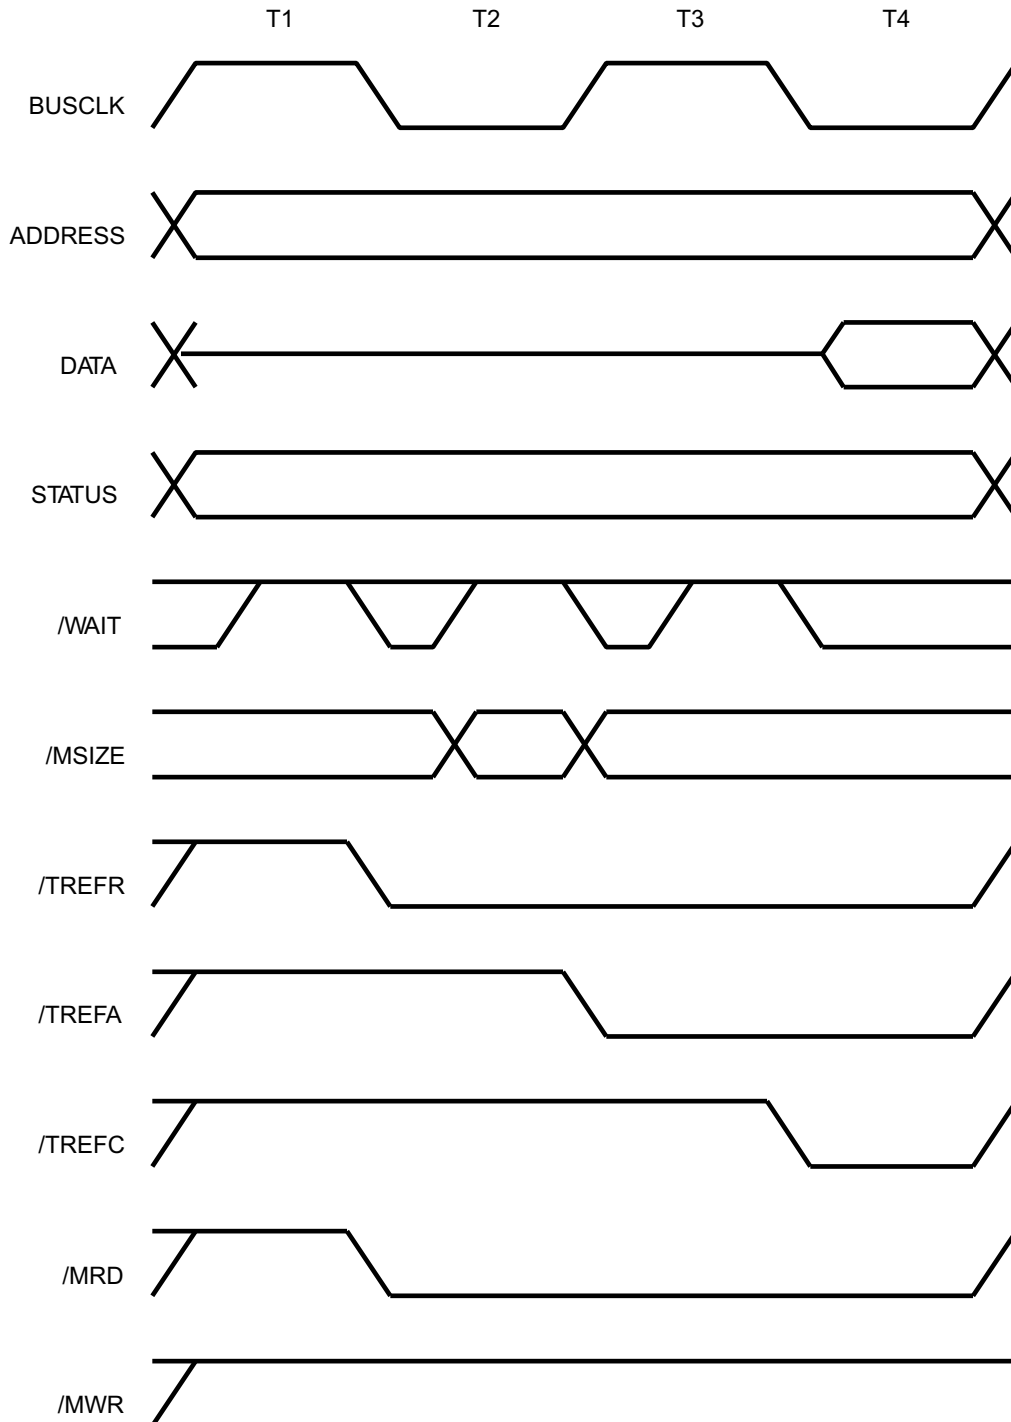 T1 T2 T3 T4
BUSCLK
ADDRESS
DATA
STATUS
/WAIT
/MSIZE
/TREFR
/TREFA
/TREFC
/MRD
/MWR